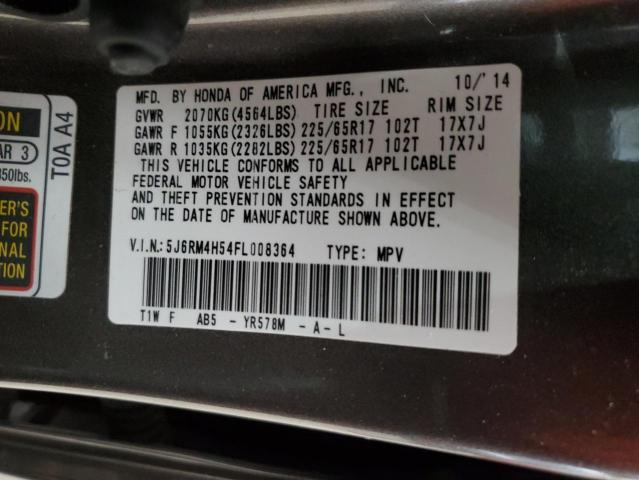 MFD. BY HONDA OF AMERICA MFG., INC. 10/'14
GVWR 2070KG(4564LBS) TIRE SIZE RIM SIZE
GAWR F 1055KG(2326LBS) 225/65R17 102T 17X7J
GAWR R 1035KG(2282LBS) 225/65R17 102T 17X7J
THIS VEHICLE CONFORMS TO ALL APPLICABLE
FEDERAL MOTOR VEHICLE SAFETY
AND THEFT PREVENTION STANDARDS IN EFFECT
ON THE DATE OF MANUFACTURE SHOWN ABOVE.
V.I.N.:5J6RM4H54FL008364 TYPE: MPV
T1W F AB5 - YR578M - A-L
ON
AR 3
350lbs.
T0A A4
ER'S
FOR
NAL
TION